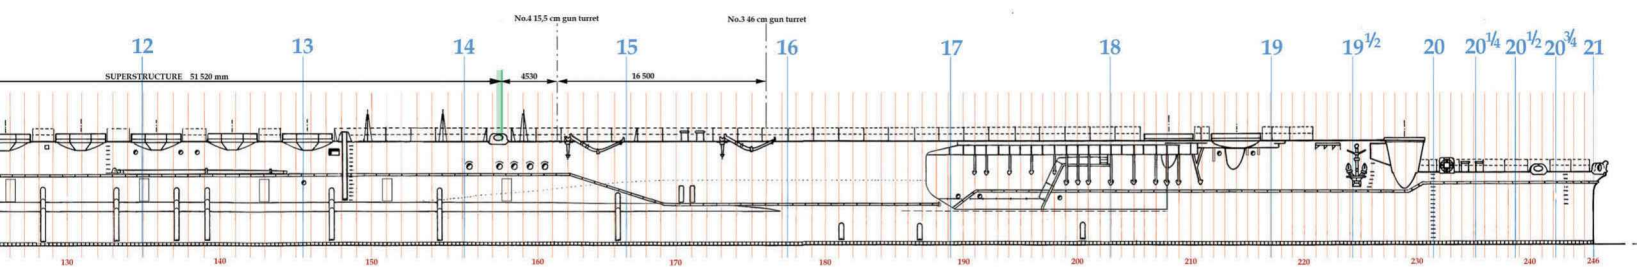 No.4 15,5 cm gun turret
No.3 46 cm gun turret
12 13 14 15 16 17 18 19 19½ 20 20¼ 20½ 20¾ 21
SUPERSTRUCTURE 51 520 mm 4530 16 500
130 140 150 160 170 180 190 200 210 220 230 240 246